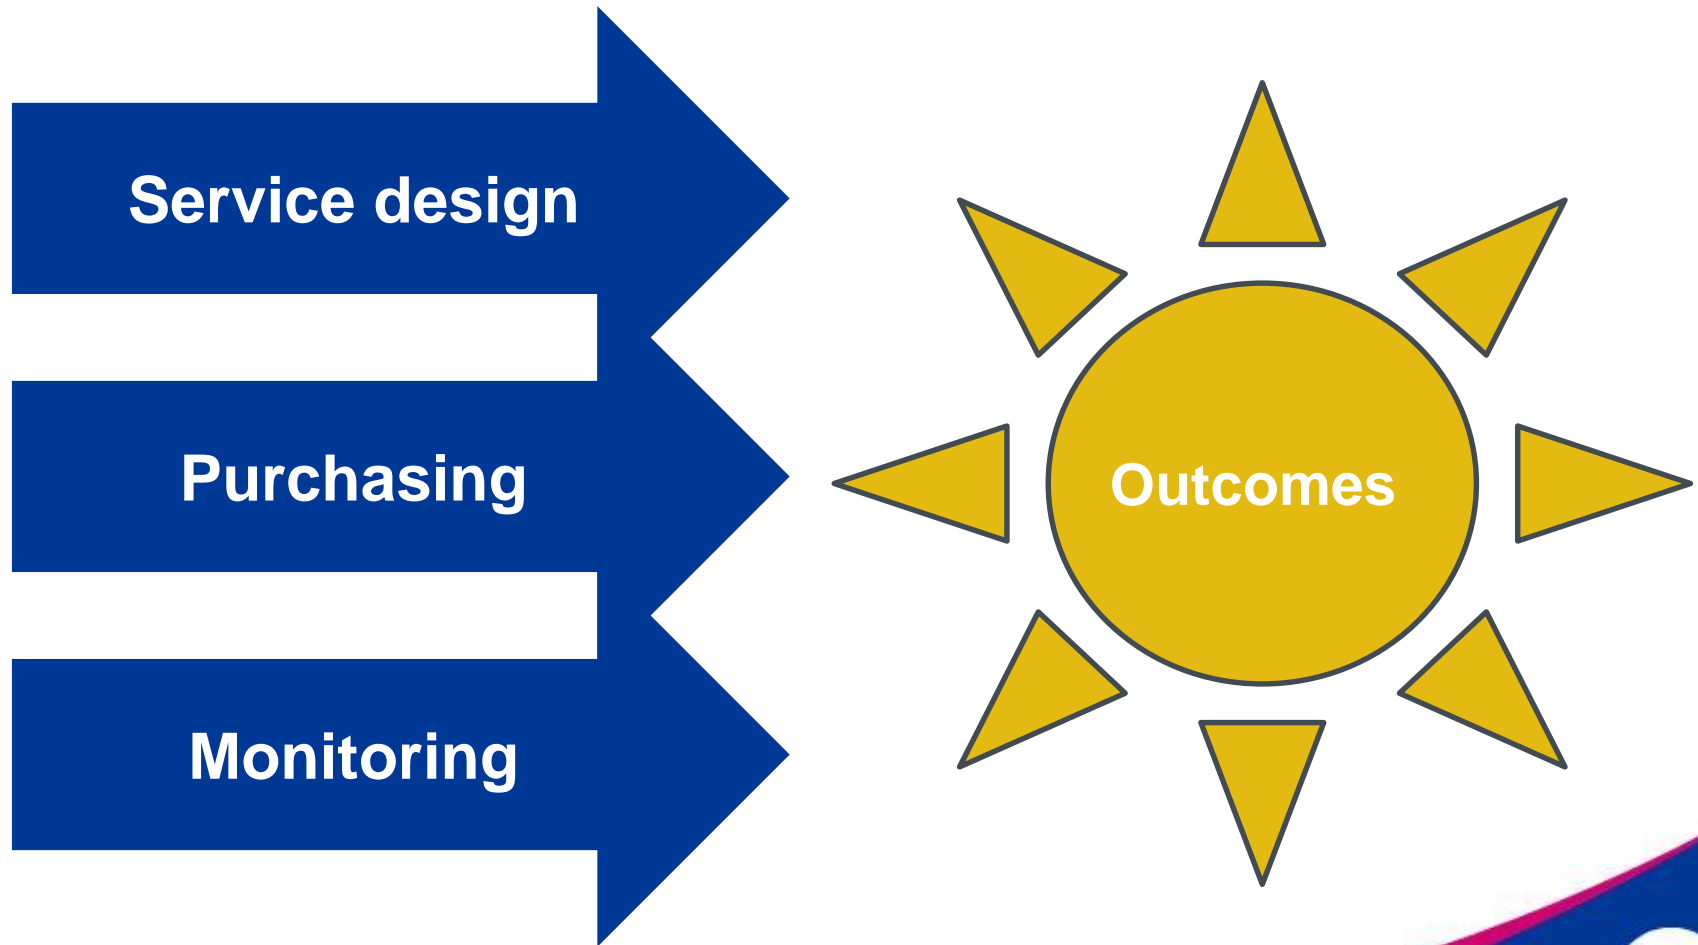 Service design
Purchasing
Outcomes
Monitoring